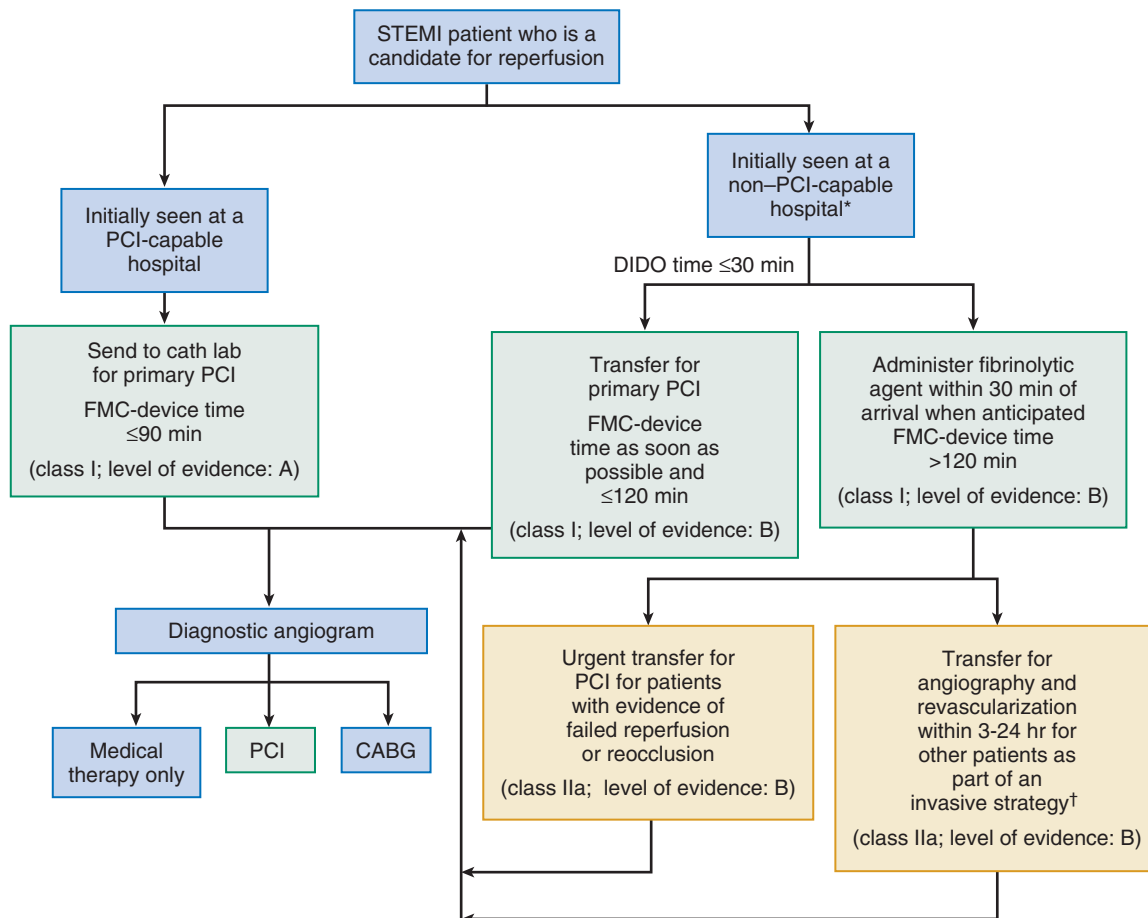 STEMI patient who is a
candidate for reperfusion
Initially seen at a
non–PCI-capable
hospital*
Initially seen at a
PCI-capable
hospital
DIDO time ≤30 min
Send to cath lab
for primary PCI
FMC-device time
≤90 min
(class I; level of evidence: A)
Transfer for
primary PCI
FMC-device
time as soon as
possible and
≤120 min
(class I; level of evidence: B)
Administer fibrinolytic
agent within 30 min of
arrival when anticipated
FMC-device time
>120 min
(class I; level of evidence: B)
Diagnostic angiogram
Medical
therapy only
PCI
CABG
Urgent transfer for
PCI for patients
with evidence of
failed reperfusion
or reocclusion
(class IIa; level of evidence: B)
Transfer for
angiography and
revascularization
within 3-24 hr for
other patients as
part of an
invasive strategy†
(class IIa; level of evidence: B)